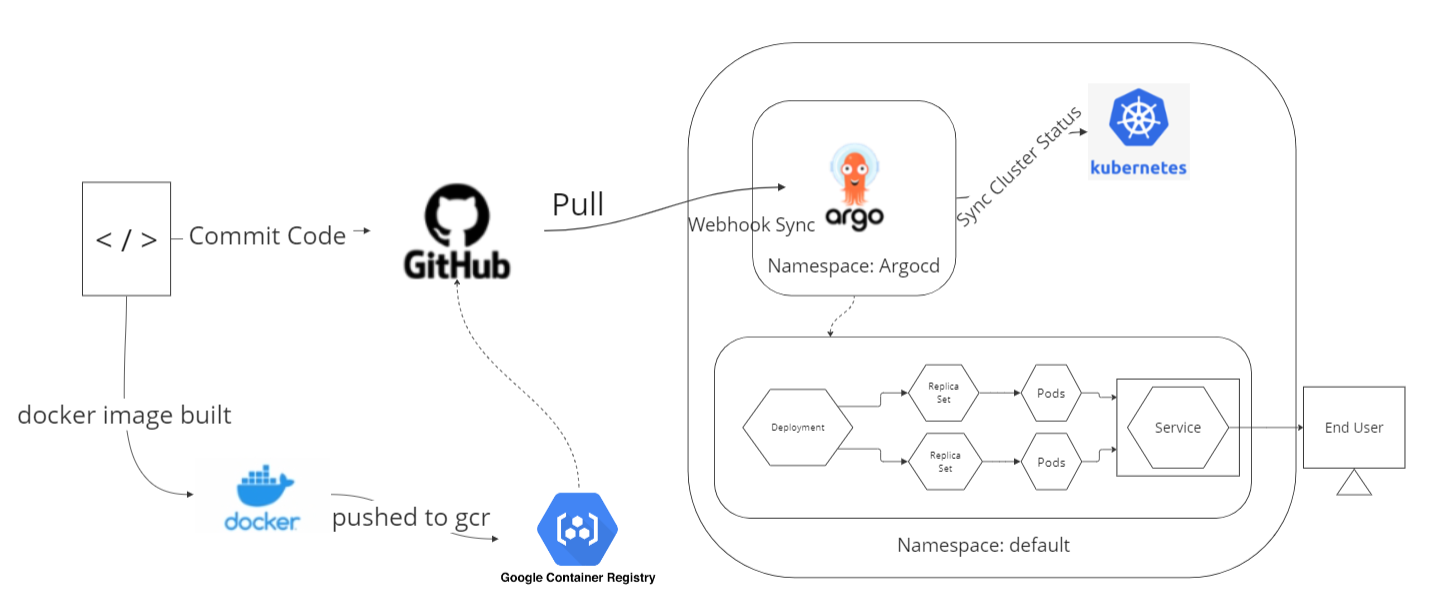 < / >
Commit Code
GitHub
Pull
Webhook Sync
argo
Namespace: Argocd
Sync Cluster Status
kubernetes
docker image built
docker
pushed to gcr
Google Container Registry
Deployment
Replica
Set
Pods
Replica
Set
Pods
Service
End User
Namespace: default